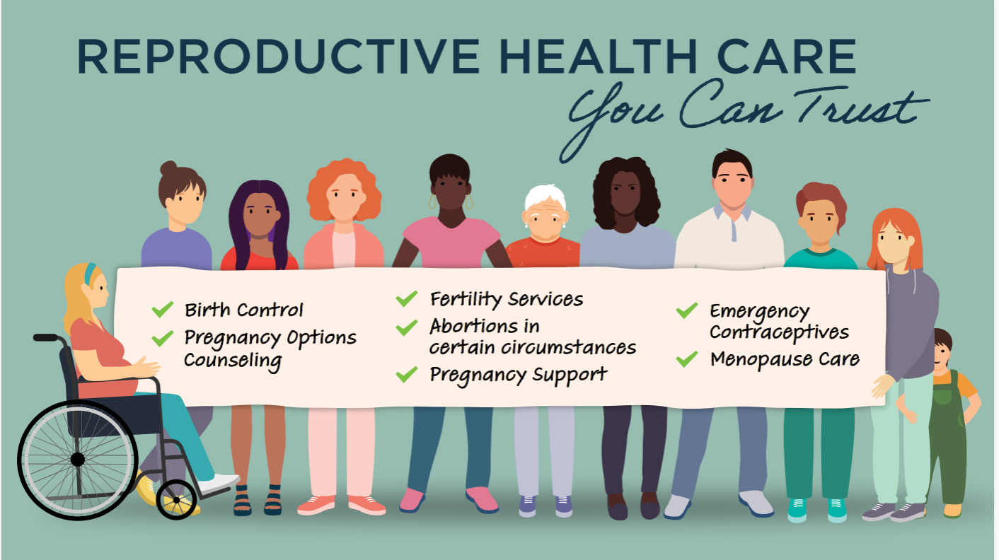 REPRODUCTIVE HEALTH CARE
You Can Trust
Birth Control
Pregnancy Options
Counseling
Fertility Services
Abortions in
certain circumstances
Pregnancy Support
Emergency
Contraceptives
Menopause Care